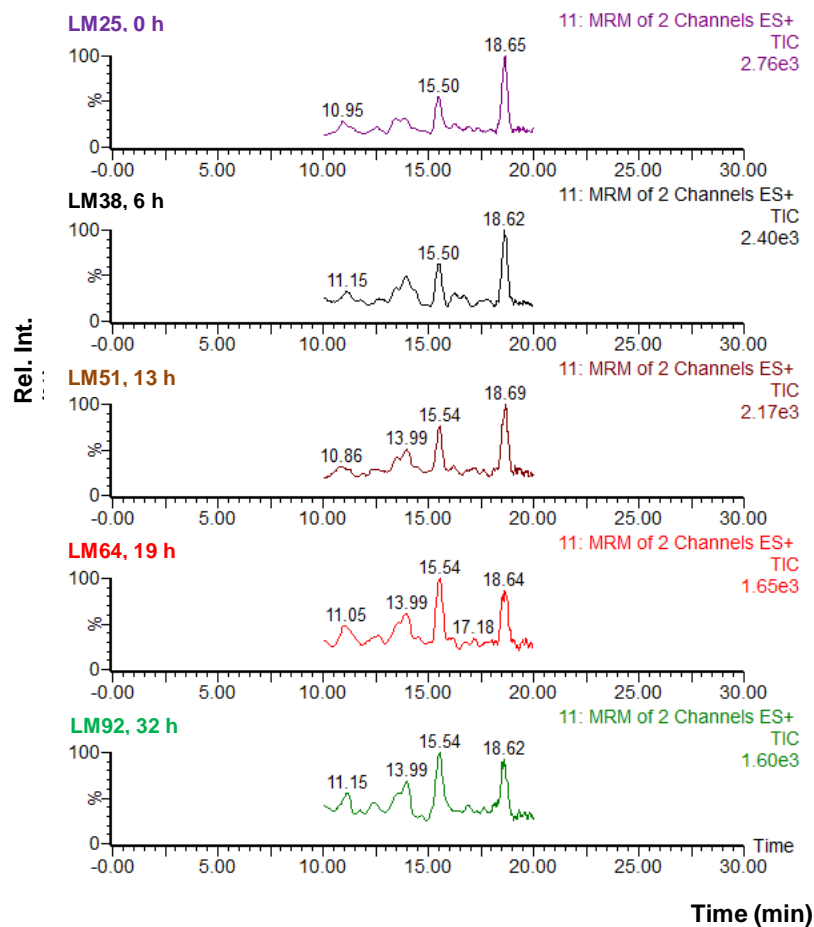 LM25, 0 h
11: MRM of 2 Channels ES+
TIC
2.76e3
18.65
15.50
10.95
100
%
0
-0.00 5.00 10.00 15.00 20.00 25.00 30.00
LM38, 6 h
11: MRM of 2 Channels ES+
TIC
2.40e3
18.62
15.50
11.15
100
%
0
-0.00 5.00 10.00 15.00 20.00 25.00 30.00
Rel. Int.
LM51, 13 h
11: MRM of 2 Channels ES+
TIC
2.17e3
18.69
15.54
13.99
10.86
100
%
0
-0.00 5.00 10.00 15.00 20.00 25.00 30.00
LM64, 19 h
11: MRM of 2 Channels ES+
TIC
1.65e3
15.54
18.64
13.99
11.05
17.18
100
%
0
-0.00 5.00 10.00 15.00 20.00 25.00 30.00
LM92, 32 h
11: MRM of 2 Channels ES+
TIC
1.60e3
15.54
18.62
13.99
11.15
100
%
0
Time
-0.00 5.00 10.00 15.00 20.00 25.00 30.00
Time (min)